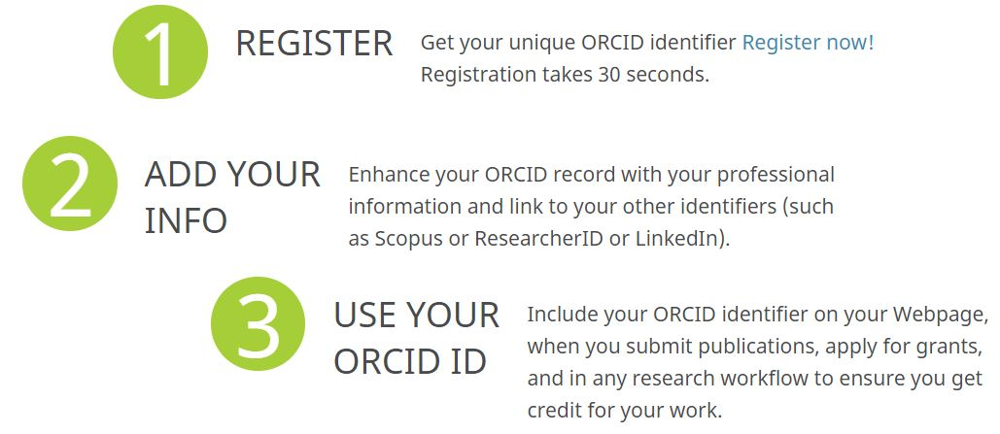 1 REGISTER Get your unique ORCID identifier Register now!
Registration takes 30 seconds.
2 ADD YOUR INFO
Enhance your ORCID record with your professional
information and link to your other identifiers (such
as Scopus or ResearcherID or LinkedIn).
3 USE YOUR ORCID ID
Include your ORCID identifier on your Webpage,
when you submit publications, apply for grants,
and in any research workflow to ensure you get
credit for your work.